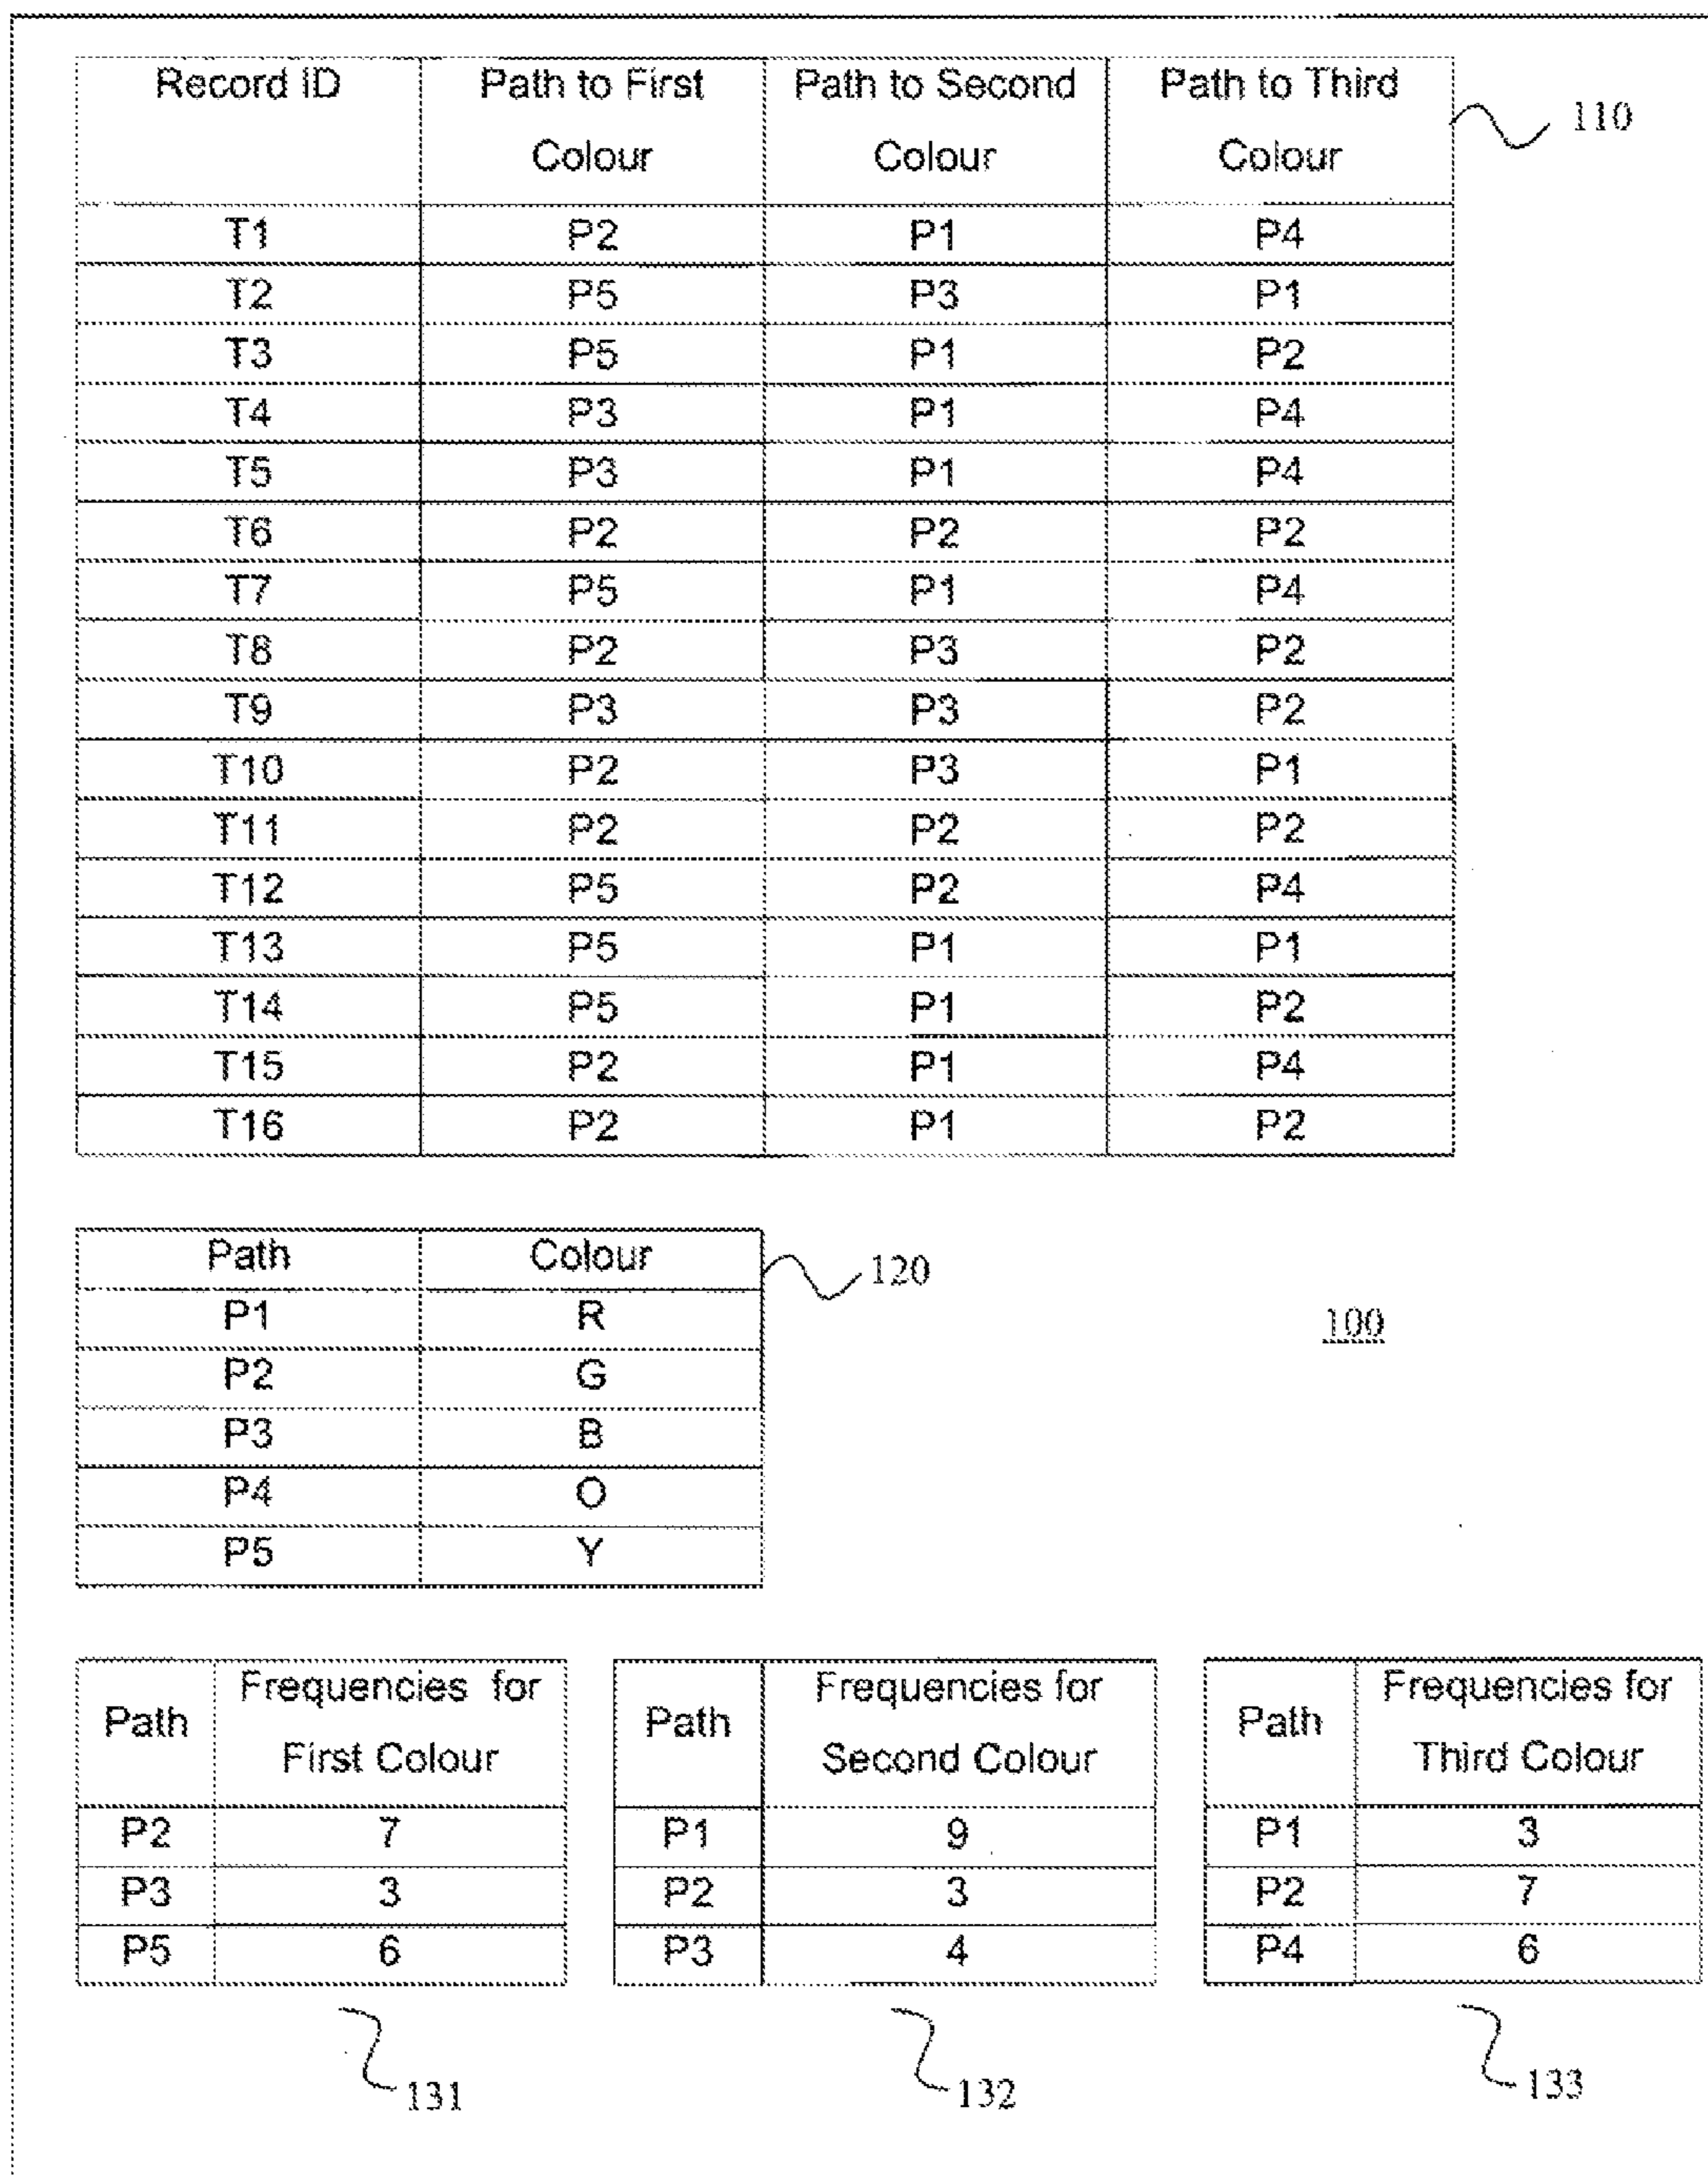 Record ID Path to First Colour Path to Second Colour Path to Third Colour
110
T1 P2 P1 P4
T2 P5 P3 P1
T3 P5 P1 P2
T4 P3 P1 P4
T5 P3 P1 P4
T6 P2 P2 P2
T7 P5 P1 P4
T8 P2 P3 P2
T9 P3 P3 P2
T10 P2 P3 P1
T11 P2 P2 P2
T12 P5 P2 P4
T13 P5 P1 P1
T14 P5 P1 P2
T15 P2 P1 P4
T16 P2 P1 P2
Path Colour
120
P1 R
100
P2 G
P3 B
P4 O
P5 Y
Path Frequencies for First Colour
P2 7
P3 3
P5 6
131
Path Frequencies for Second Colour
P1 9
P2 3
P3 4
132
Path Frequencies for Third Colour
P1 3
P2 7
P4 6
133